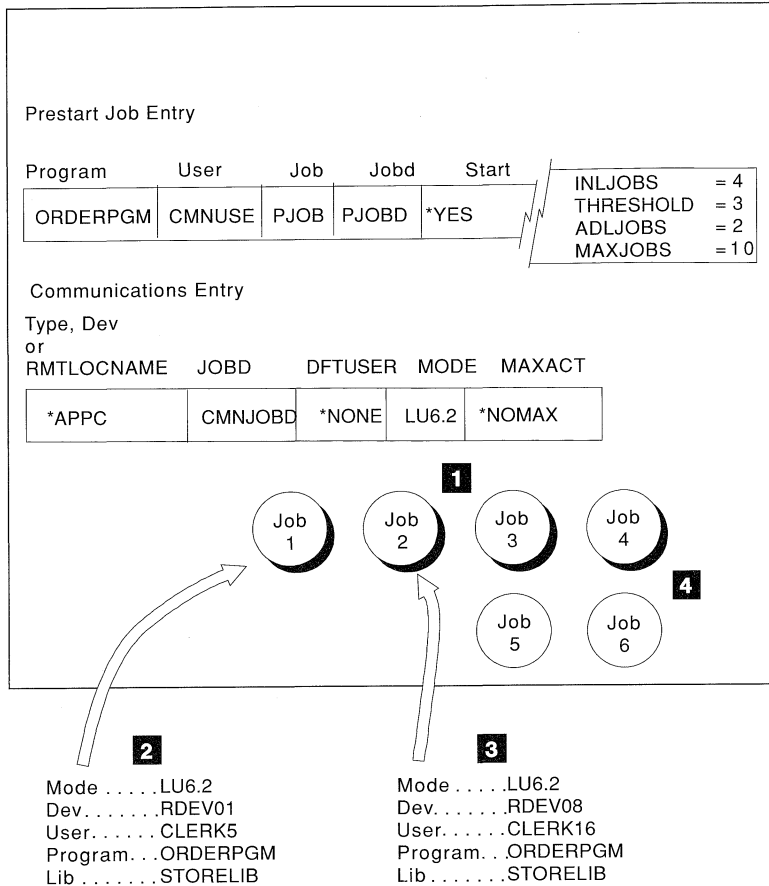 Prestart Job Entry
Program User Job Jobd Start
ORDERPGM CMNUSE PJOB PJOBD *YES
INLJOBS = 4
THRESHOLD = 3
ADLJOBS = 2
MAXJOBS = 10
Communications Entry
Type, Dev
or
RMTLOCNAME JOBD DFTUSER MODE MAXACT
*APPC CMNJOBD *NONE LU6.2 *NOMAX
1
Job 1
Job 2
Job 3
Job 4
4
Job 5
Job 6
2
Mode . . . . . LU6.2
Dev. . . . . . . RDEV01
User. . . . . . CLERK5
Program. . . ORDERPGM
Lib . . . . . . . STORELIB
3
Mode . . . . . LU6.2
Dev. . . . . . . RDEV08
User. . . . . . CLERK16
Program. . . ORDERPGM
Lib . . . . . . . STORELIB